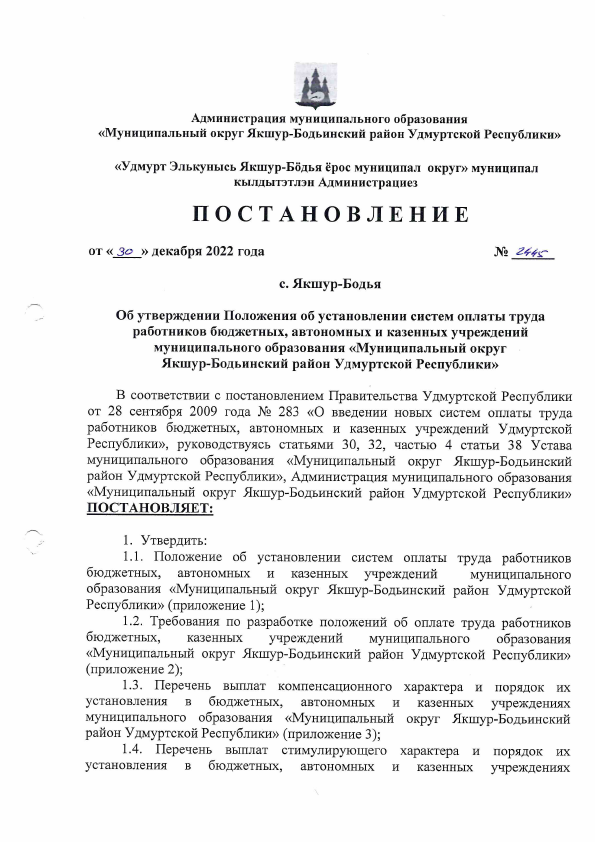 Администрация муниципального образования
«Муниципальный округ Якшур-Бодьинский район Удмуртской Республики»
«Удмурт Элькунысь Якшур-Бӧдья ёрос муниципал округ» муниципал
кылдытэтлэн Администрациез
ПОСТАНОВЛЕНИЕ
от «30» декабря 2022 года № 2445
с. Якшур-Бодья
Об утверждении Положения об установлении систем оплаты труда
работников бюджетных, автономных и казенных учреждений
муниципального образования «Муниципальный округ
Якшур-Бодьинский район Удмуртской Республики»
В соответствии с постановлением Правительства Удмуртской Республики
от 28 сентября 2009 года № 283 «О введении новых систем оплаты труда
работников бюджетных, автономных и казенных учреждений Удмуртской
Республики», руководствуясь статьями 30, 32, частью 4 статьи 38 Устава
муниципального образования «Муниципальный округ Якшур-Бодьинский
район Удмуртской Республики», Администрация муниципального образования
«Муниципальный округ Якшур-Бодьинский район Удмуртской Республики»
ПОСТАНОВЛЯЕТ:
1. Утвердить:
1.1. Положение об установлении систем оплаты труда работников
бюджетных, автономных и казенных учреждений муниципального
образования «Муниципальный округ Якшур-Бодьинский район Удмуртской
Республики» (приложение 1);
1.2. Требования по разработке положений об оплате труда работников
бюджетных, казенных учреждений муниципального образования
«Муниципальный округ Якшур-Бодьинский район Удмуртской Республики»
(приложение 2);
1.3. Перечень выплат компенсационного характера и порядок их
установления в бюджетных, автономных и казенных учреждениях
муниципального образования «Муниципальный округ Якшур-Бодьинский
район Удмуртской Республики» (приложение 3);
1.4. Перечень выплат стимулирующего характера и порядок их
установления в бюджетных, автономных и казенных учреждениях